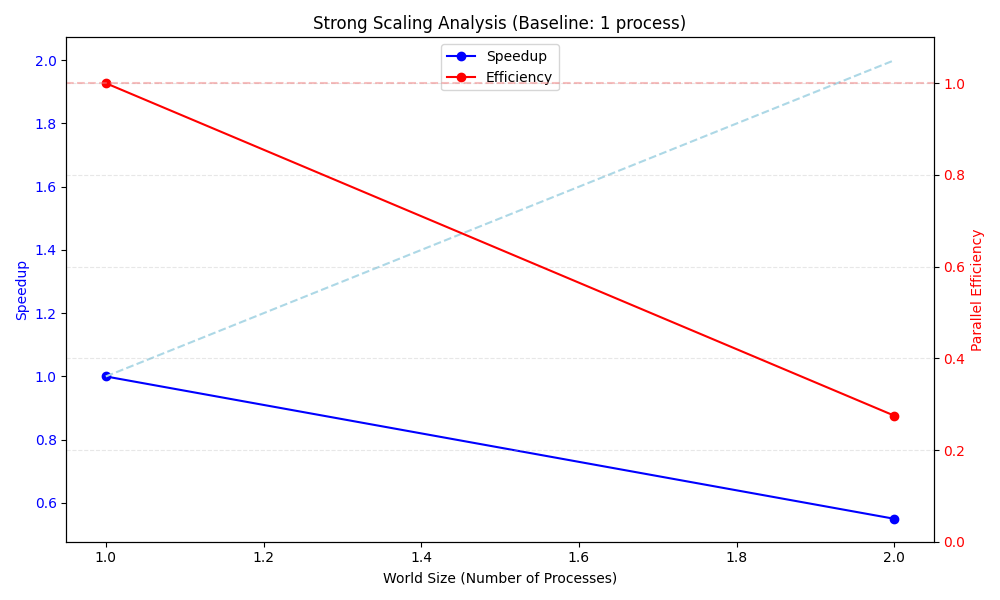 Strong Scaling Analysis (Baseline: 1 process)
Speedup
Efficiency
2.0
1.8
1.6
1.4
1.2
1.0
0.8
0.6
Speedup
1.0
0.8
0.6
0.4
0.2
0.0
Parallel Efficiency
1.0 1.2 1.4 1.6 1.8 2.0
World Size (Number of Processes)